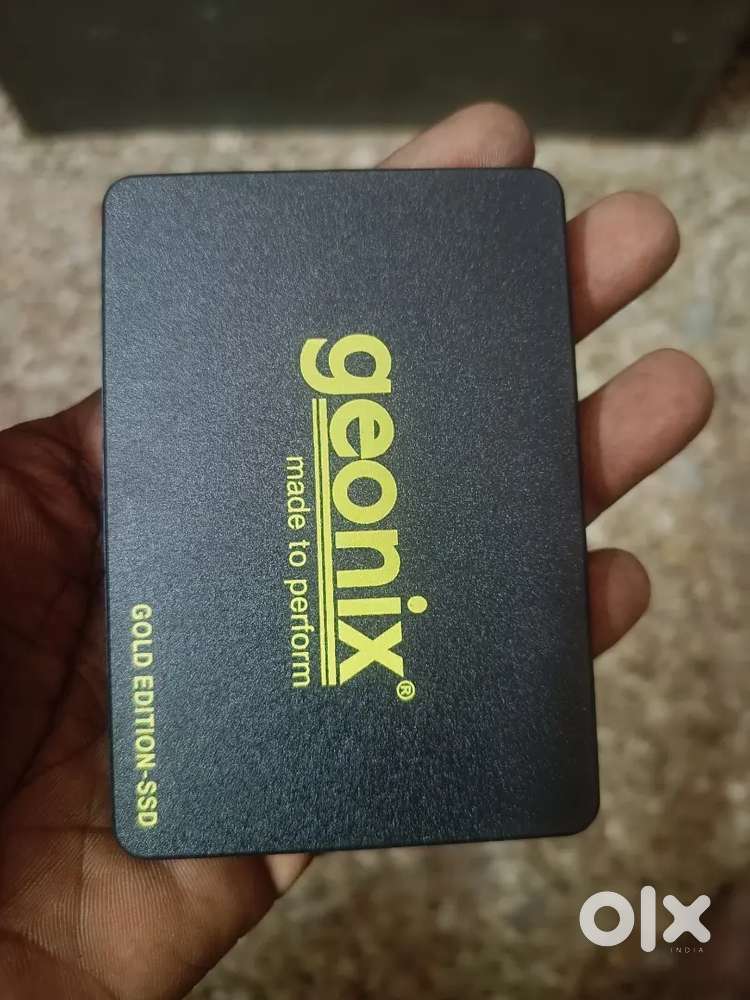 geonix®
made to perform
GOLD EDITION-SSD
olx
INDIA